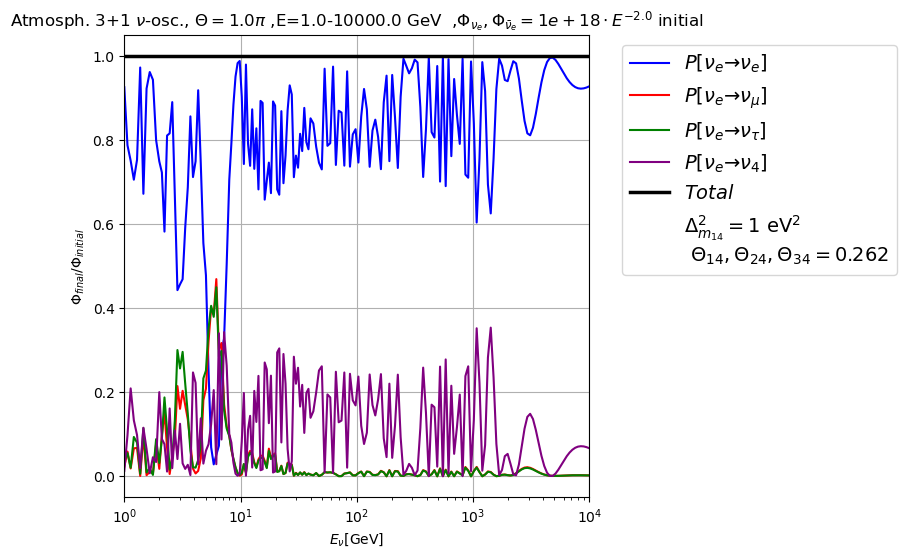 Atmosph. 3+1 ν-osc., Θ = 1.0π ,E=1.0-10000.0 GeV ,Φ_{ν_e}, Φ_{ν̄_e} = 1e + 18 · E^{−2.0} initial
1.0
0.8
0.6
0.4
0.2
0.0
Φ_{final}/Φ_{initial}
10^0
10^1
10^2
10^3
10^4
E_ν[GeV]
P[ν_e→ν_e]
P[ν_e→ν_μ]
P[ν_e→ν_τ]
P[ν_e→ν_4]
Total
Δ^2_{m_{14}} = 1 eV^2
Θ_{14}, Θ_{24}, Θ_{34} = 0.262